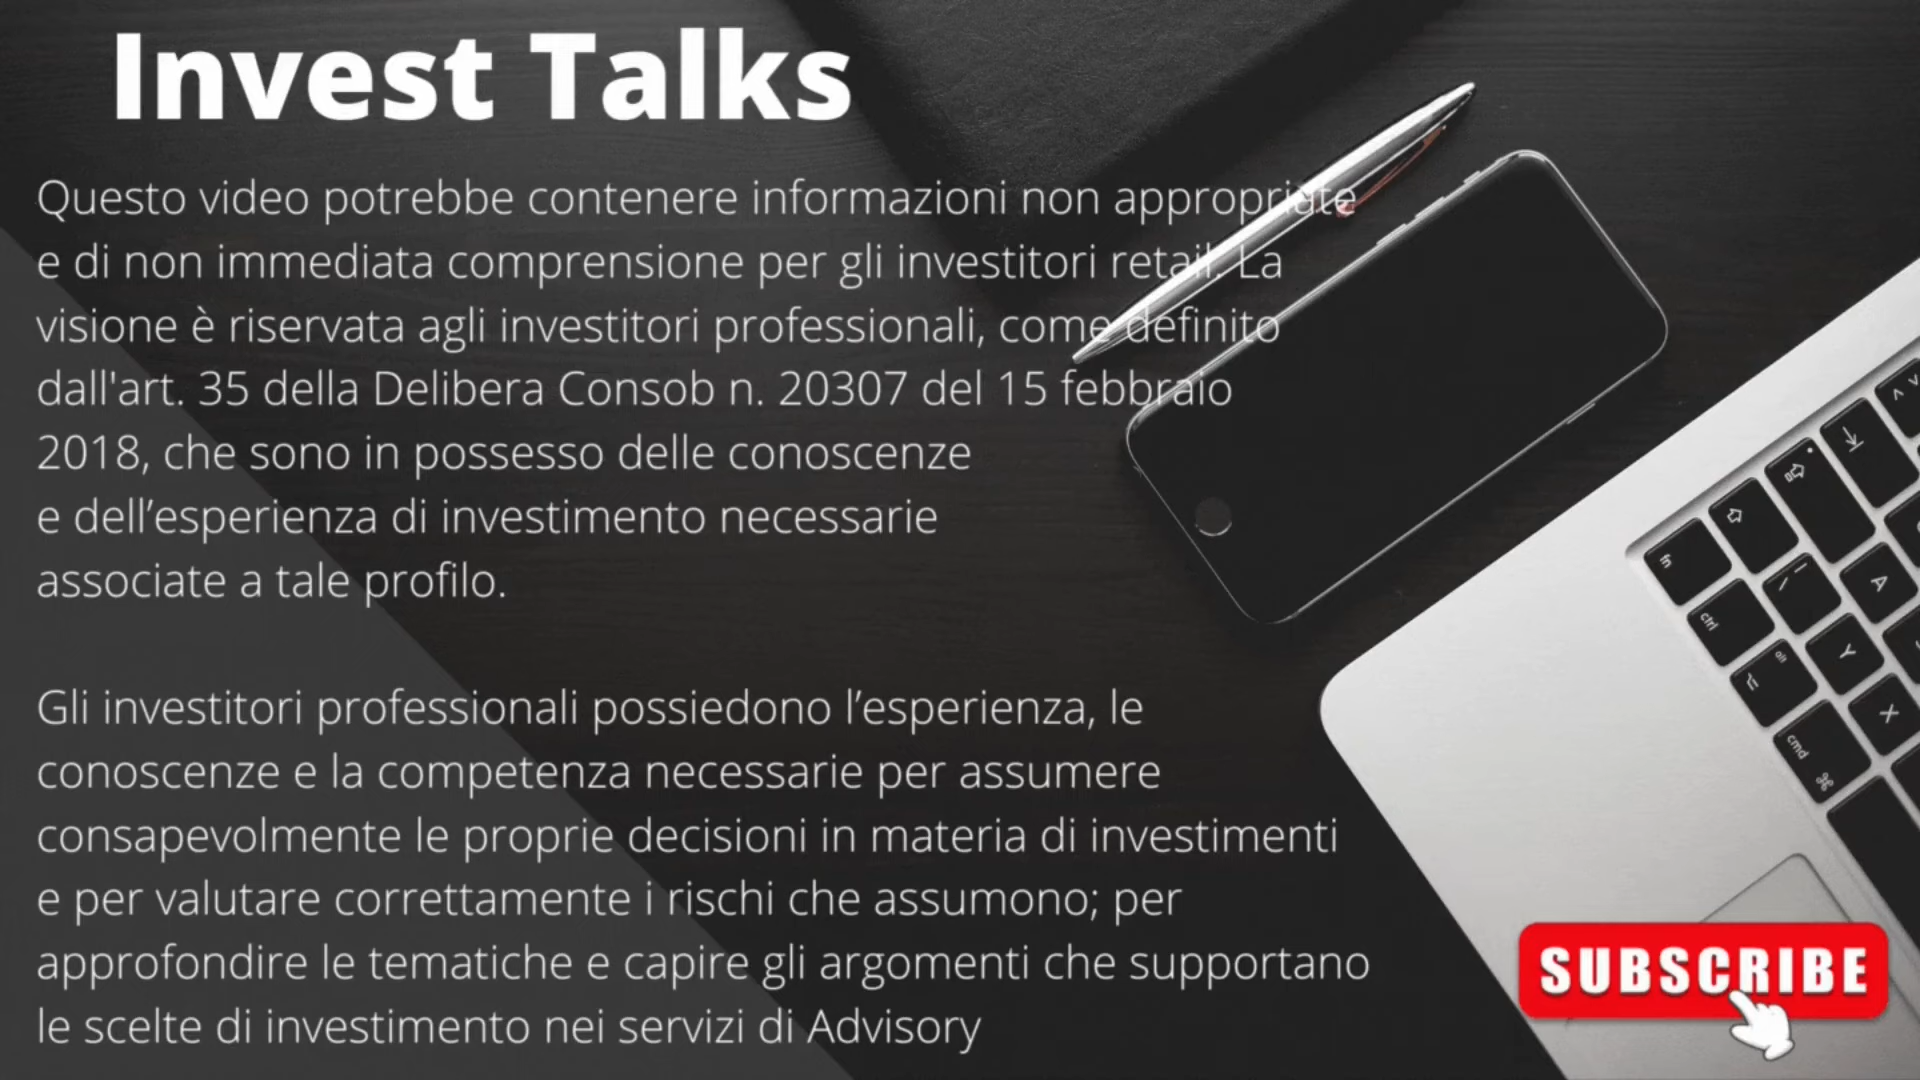 Invest Talks
Questo video potrebbe contenere informazioni non appropriate
e di non immediata comprensione per gli investitori retail. La
visione è riservata agli investitori professionali, come definito
dall'art. 35 della Delibera Consob n. 20307 del 15 febbraio
2018, che sono in possesso delle conoscenze
e dell’esperienza di investimento necessarie
associate a tale profilo.
Gli investitori professionali possiedono l’esperienza, le
conoscenze e la competenza necessarie per assumere
consapevolmente le proprie decisioni in materia di investimenti
e per valutare correttamente i rischi che assumono; per
approfondire le tematiche e capire gli argomenti che supportano
le scelte di investimento nei servizi di Advisory
SUBSCRIBE
fn
ctrl
alt
cmd
A
Y
X